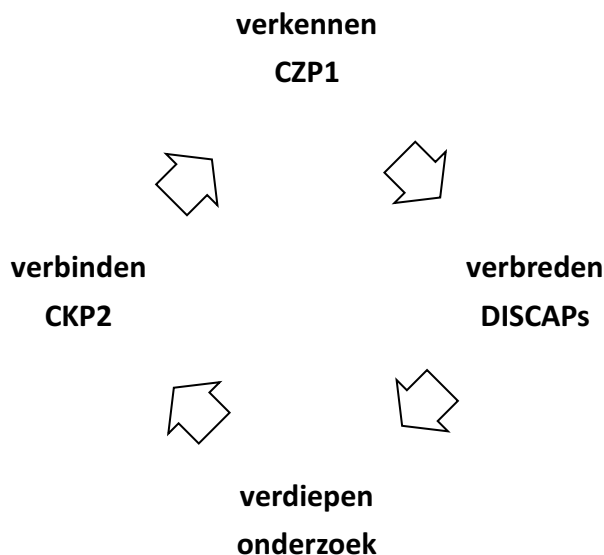 verkennen
CZP1
verbinden
CKP2
verbreden
DISCAPs
verdiepen
onderzoek